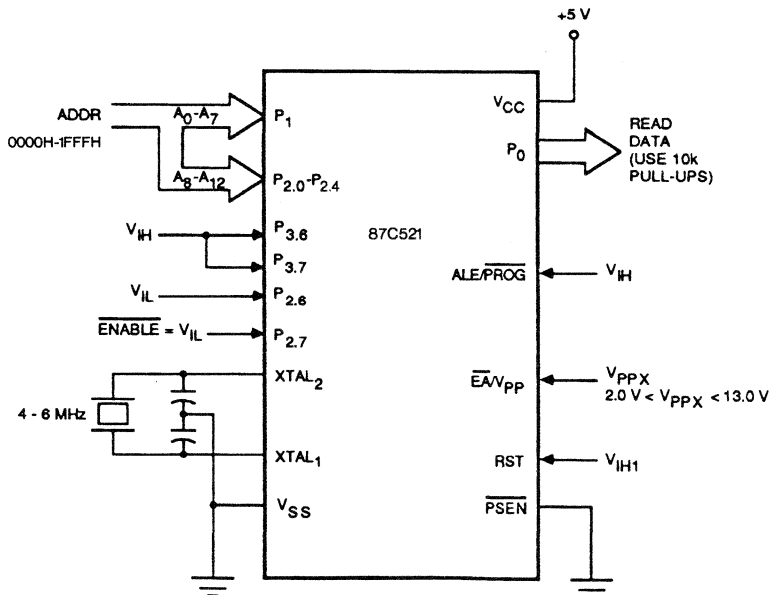 +5 V
ADDR
0000H-1FFFH
A0-A7
A8-A12
P1
P2.0-P2.4
VIH
P3.6
P3.7
VIL
P2.6
ENABLE = VIL
P2.7
4 - 6 MHz
XTAL2
XTAL1
VSS
87C521
VCC
P0
READ
DATA
(USE 10k
PULL-UPS)
ALE/PROG
VIH
EA/VPP
VPPX
2.0 V < VPPX < 13.0 V
RST
VIH1
PSEN